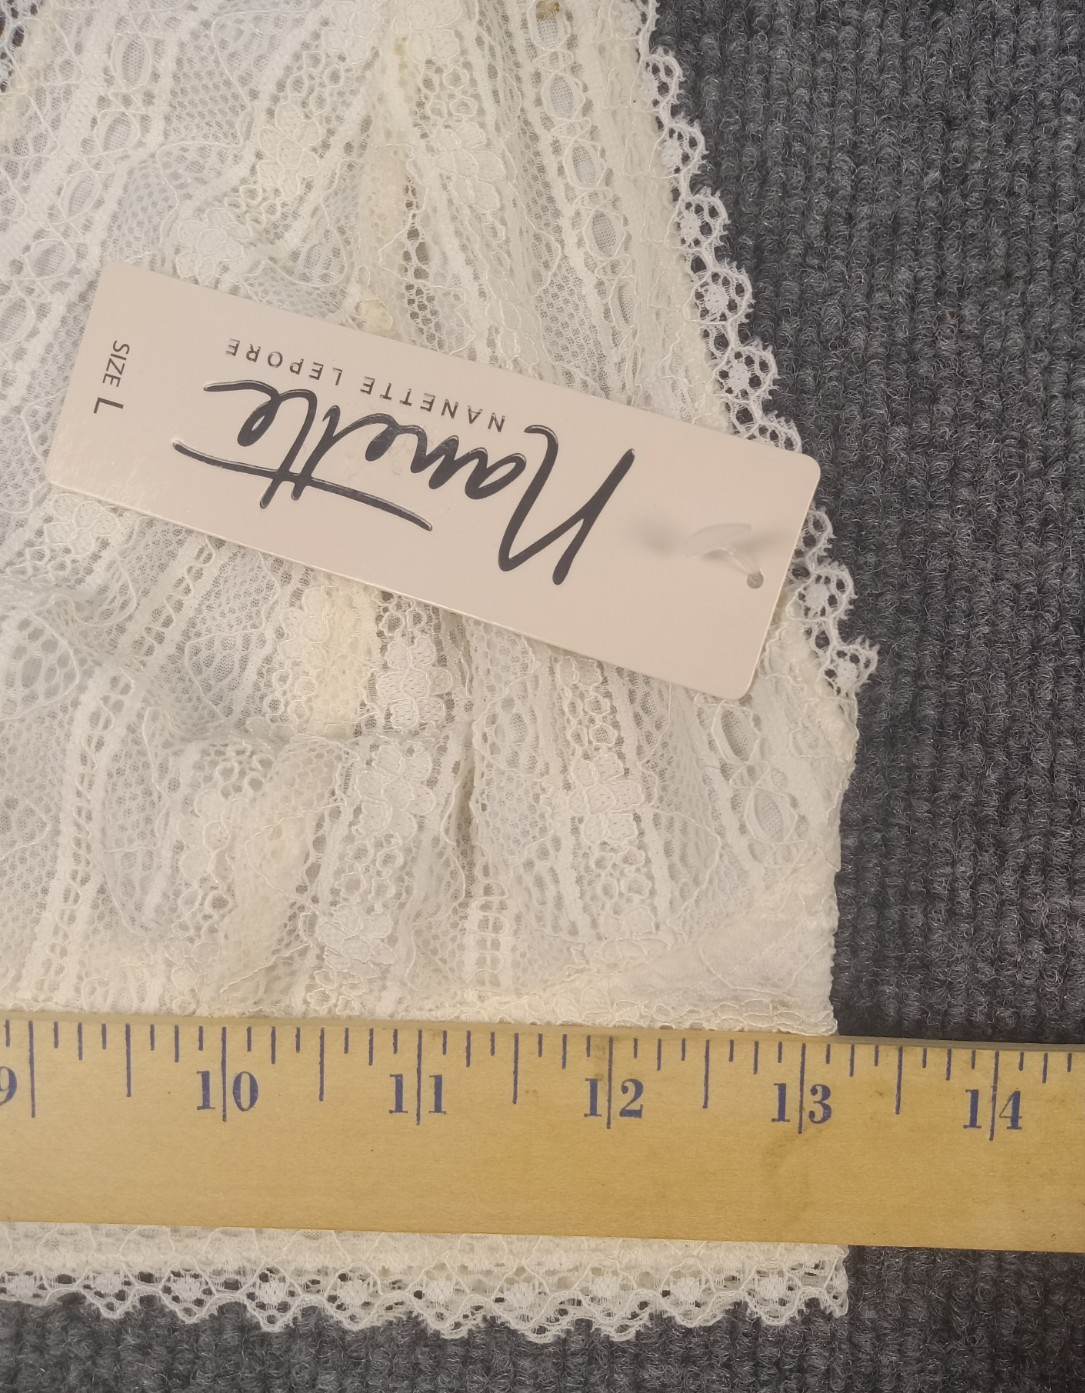 Nanette
NANETTE LEPORE
SIZE L
9 10 11 12 13 14